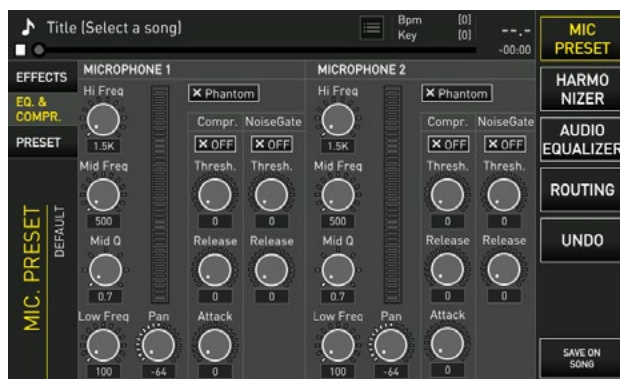 Title (Select a song)
Bpm [0]
Key [0]
--.-
-00:00
MIC PRESET
HARMO
NIZER
AUDIO
EQUALIZER
ROUTING
UNDO
SAVE ON
SONG
EFFECTS
EQ. &
COMPR.
PRESET
MIC. PRESET
DEFAULT
MICROPHONE 1
Hi Freq
X Phantom
Compr. NoiseGate
1.5K
X OFF X OFF
Mid Freq Thresh. Thresh.
500 0 0
Mid Q Release Release
0.7 0 0
Low Freq Pan Attack
100 -64 0
MICROPHONE 2
Hi Freq
X Phantom
Compr. NoiseGate
1.5K
X OFF X OFF
Mid Freq Thresh. Thresh.
500 0 0
Mid Q Release Release
0.7 0 0
Low Freq Pan Attack
100 -64 0